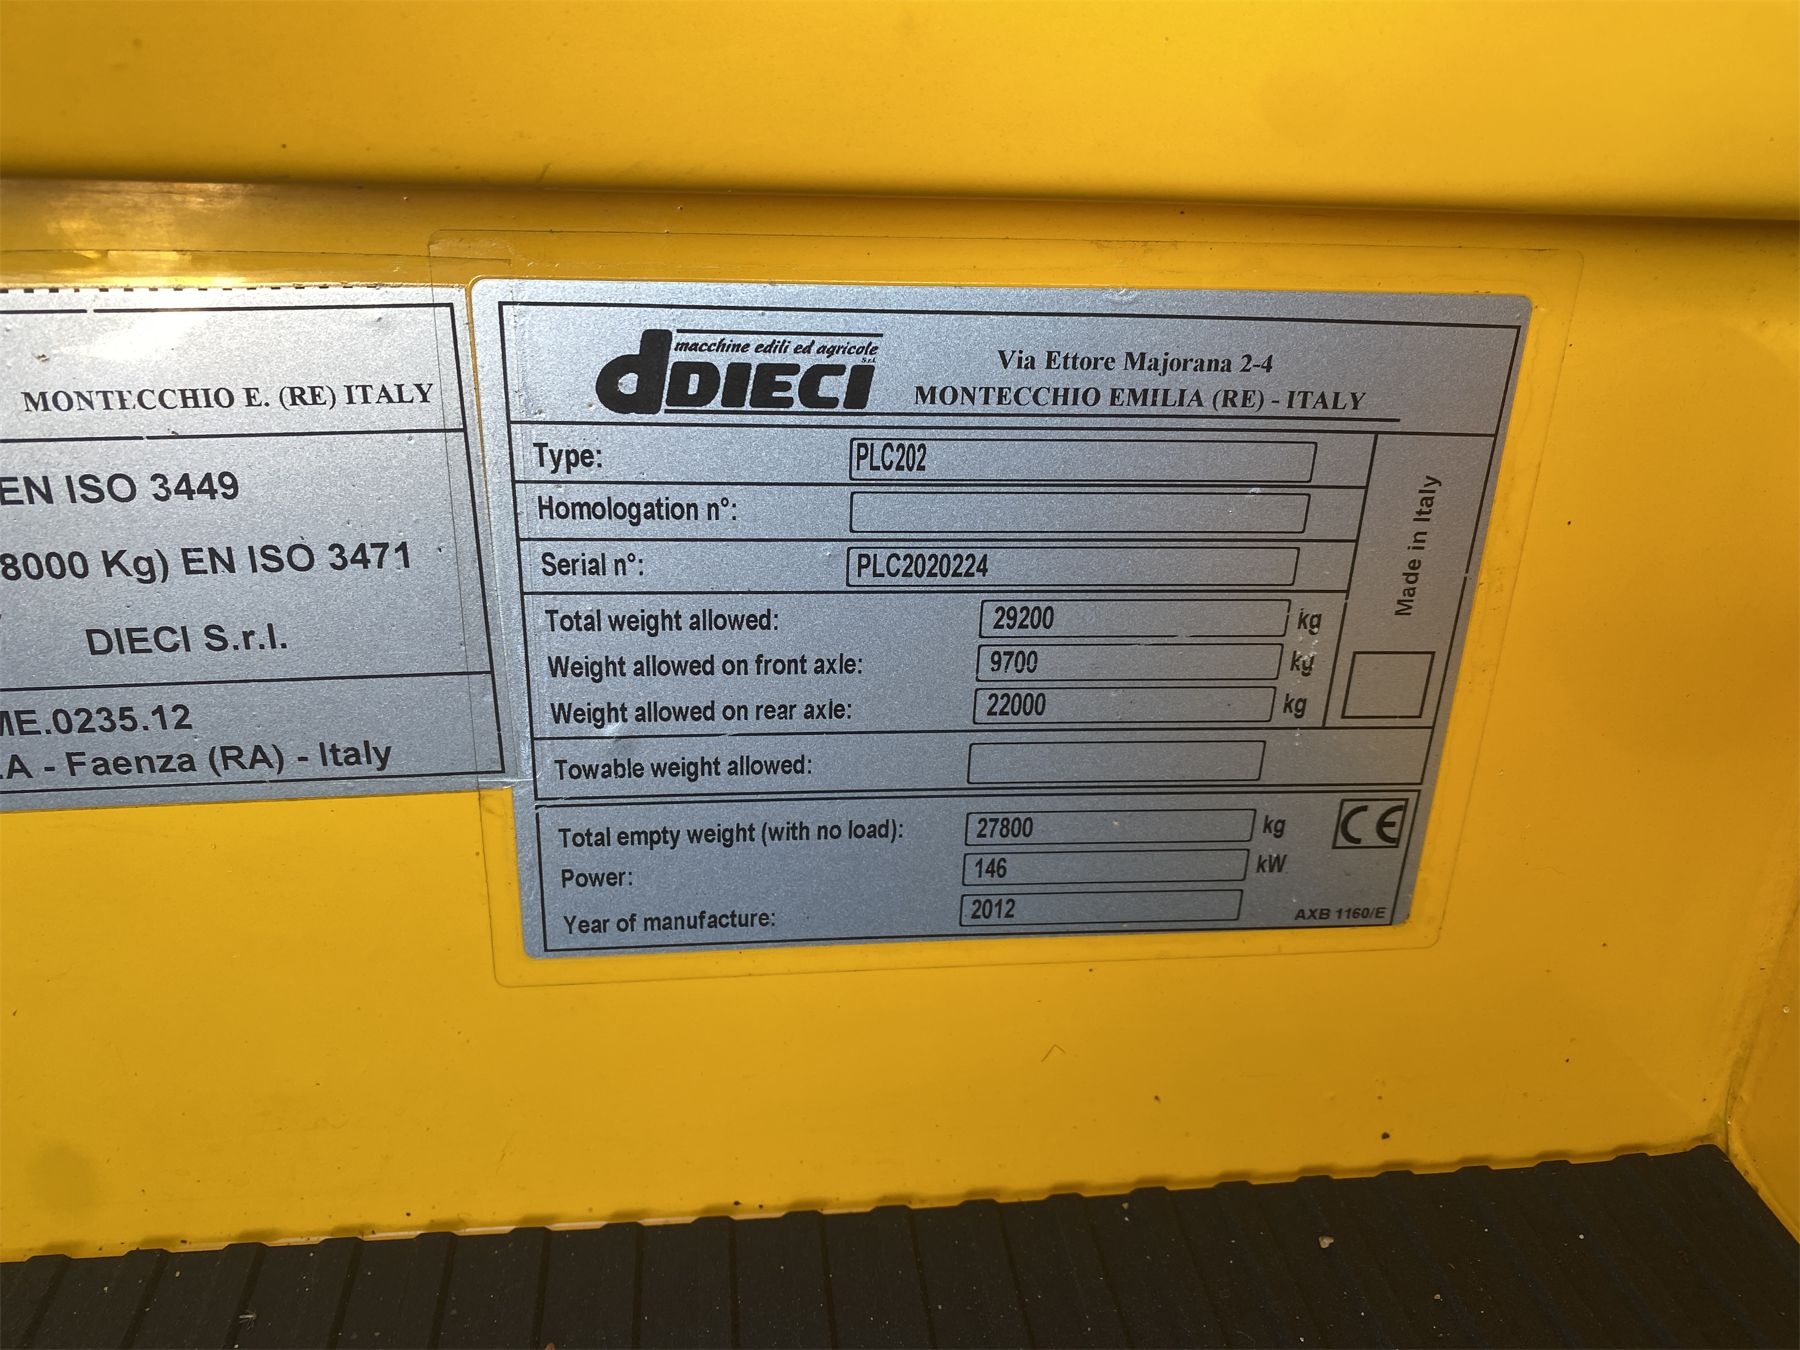 MONTECCHIO E. (RE) ITALY
EN ISO 3449
8000 Kg) EN ISO 3471
DIECI S.r.l.
ME.0235.12
.A - Faenza (RA) - Italy
macchine edili ed agricole
S.r.l.
dDIECI
Via Ettore Majorana 2-4
MONTECCHIO EMILIA (RE) - ITALY
Type: PLC202
Homologation n°:
Serial n°: PLC2020224
Made in Italy
Total weight allowed: 29200 kg
Weight allowed on front axle: 9700 kg
Weight allowed on rear axle: 22000 kg
Towable weight allowed:
Total empty weight (with no load): 27800 kg
CE
Power: 146 kW
Year of manufacture: 2012
AXB 1160/E